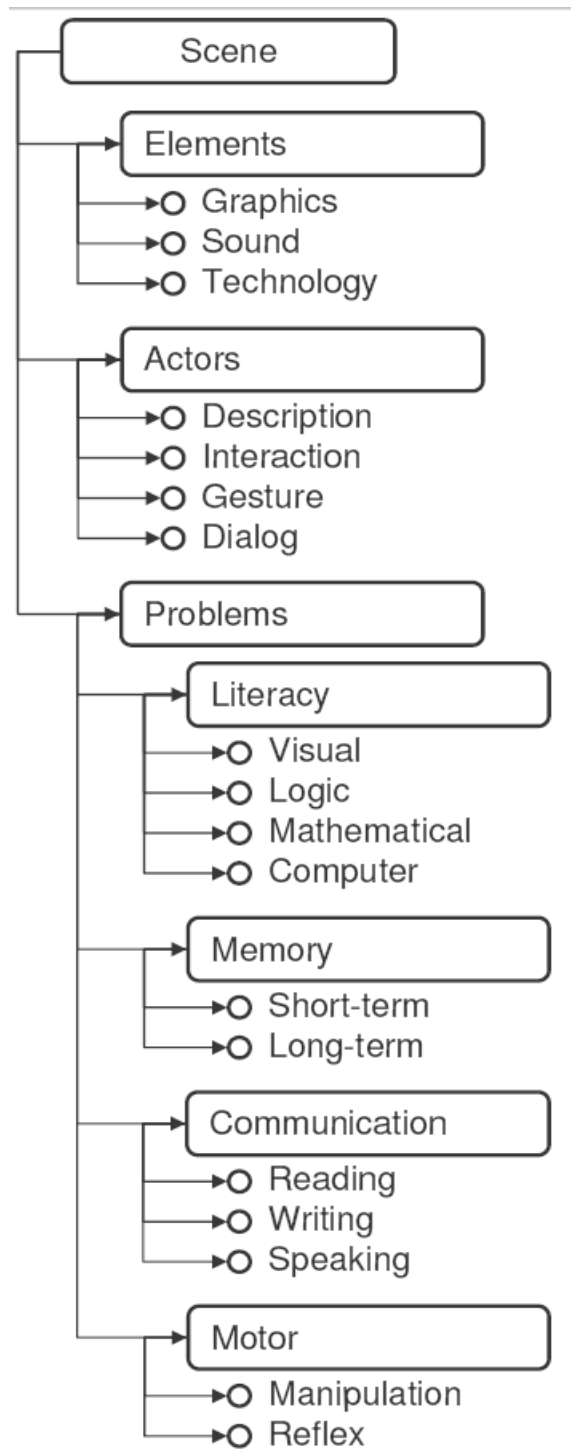 Scene
Elements
Graphics
Sound
Technology
Actors
Description
Interaction
Gesture
Dialog
Problems
Literacy
Visual
Logic
Mathematical
Computer
Memory
Short-term
Long-term
Communication
Reading
Writing
Speaking
Motor
Manipulation
Reflex